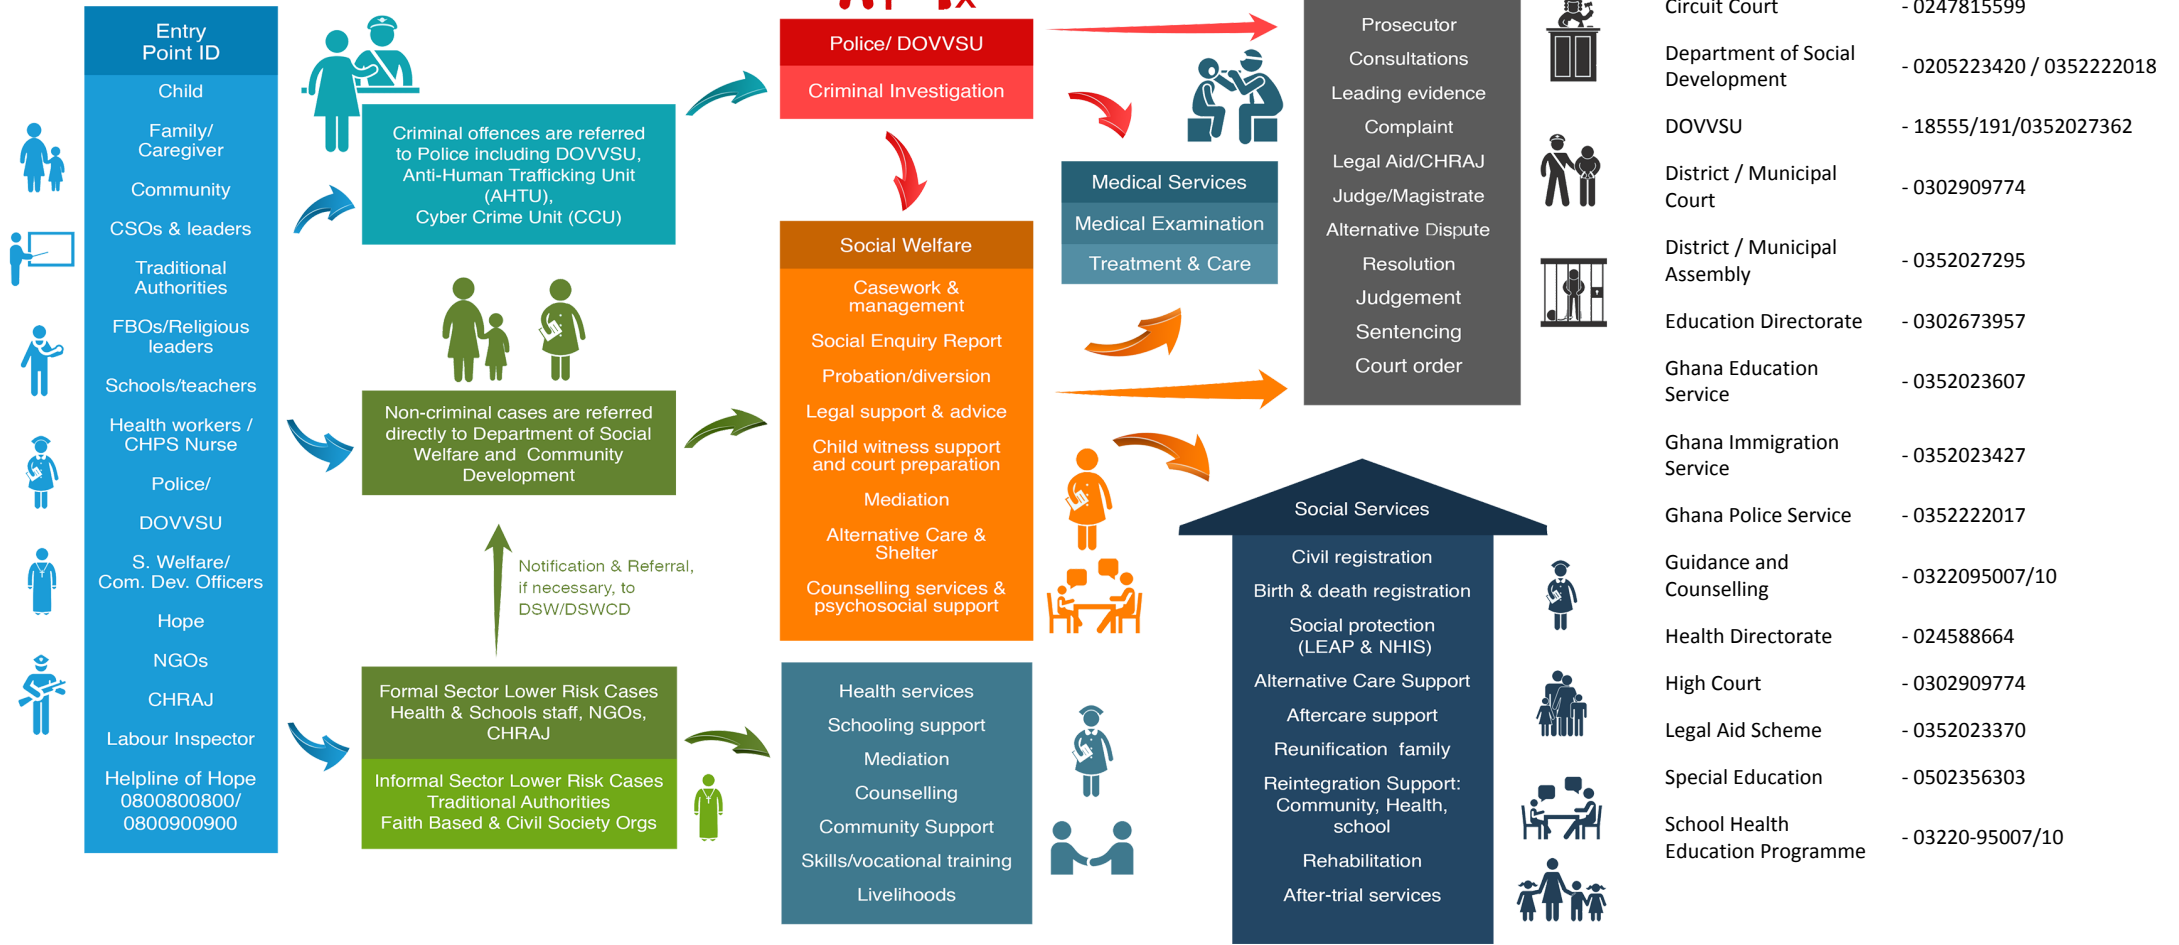 Entry
Point ID
Child
Family/
Caregiver
Community
CSOs & leaders
Traditional
Authorities
FBOs/Religious
leaders
Schools/teachers
Health workers /
CHPS Nurse
Police/
DOVVSU
S. Welfare/
Com. Dev. Officers
Hope
NGOs
CHRAJ
Labour Inspector
Helpline of Hope
0800800800/
0800900900
Criminal offences are referred
to Police including DOVVSU,
Anti-Human Trafficking Unit
(AHTU),
Cyber Crime Unit (CCU)
Non-criminal cases are referred
directly to Department of Social
Welfare and Community
Development
Notification & Referral,
if necessary, to
DSW/DSWCD
Formal Sector Lower Risk Cases
Health & Schools staff, NGOs,
CHRAJ
Informal Sector Lower Risk Cases
Traditional Authorities
Faith Based & Civil Society Orgs
Police/ DOVVSU
Criminal Investigation
Social Welfare
Casework &
management
Social Enquiry Report
Probation/diversion
Legal support & advice
Child witness support
and court preparation
Mediation
Alternative Care &
Shelter
Counselling services &
psychosocial support
Health services
Schooling support
Mediation
Counselling
Community Support
Skills/vocational training
Livelihoods
Medical Services
Medical Examination
Treatment & Care
Prosecutor
Consultations
Leading evidence
Complaint
Legal Aid/CHRAJ
Judge/Magistrate
Alternative Dispute
Resolution
Judgement
Sentencing
Court order
Social Services
Civil registration
Birth & death registration
Social protection
(LEAP & NHIS)
Alternative Care Support
Aftercare support
Reunification family
Reintegration Support:
Community, Health,
school
Rehabilitation
After-trial services
Circuit Court - 0247815599
Department of Social
Development - 0205223420 / 0352222018
DOVVSU - 18555/191/0352027362
District / Municipal
Court - 0302909774
District / Municipal
Assembly - 0352027295
Education Directorate - 0302673957
Ghana Education
Service - 0352023607
Ghana Immigration
Service - 0352023427
Ghana Police Service - 0352222017
Guidance and
Counselling - 0322095007/10
Health Directorate - 024588664
High Court - 0302909774
Legal Aid Scheme - 0352023370
Special Education - 0502356303
School Health
Education Programme - 03220-95007/10